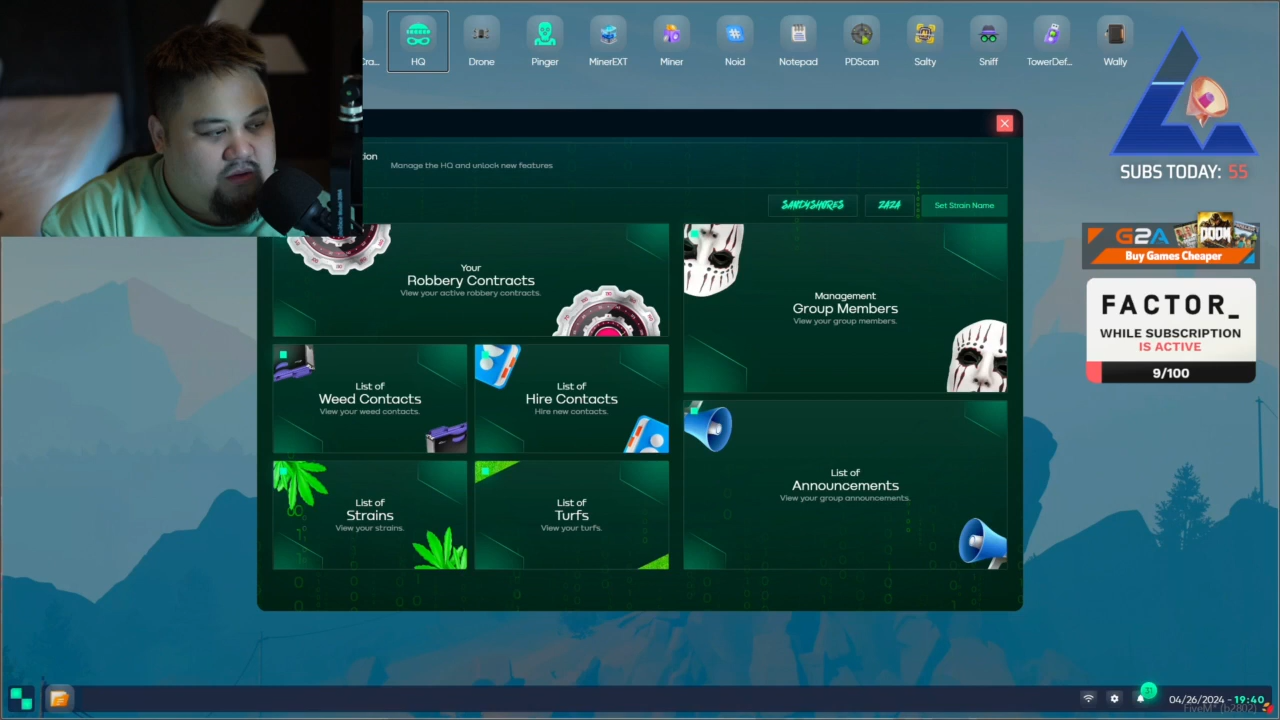 Cra...
HQ
Drone
Pinger
MinerEXT
Miner
Noid
Notepad
PDScan
Salty
Sniff
TowerDef...
Wally
SUBS TODAY: 55
tion
Manage the HQ and unlock new features
SANDYSHORES
ZAZA
Set Strain Name
Your
Robbery Contracts
View your active robbery contracts.
Management
Group Members
View your group members.
List of
Weed Contacts
View your weed contacts.
List of
Hire Contacts
Hire new contacts.
List of
Announcements
View your group announcements.
List of
Strains
View your strains.
List of
Turfs
View your turfs.
G2A
DOOM
Buy Games Cheaper
FACTOR_
WHILE SUBSCRIPTION
IS ACTIVE
9/100
04/26/2024 - 19:40